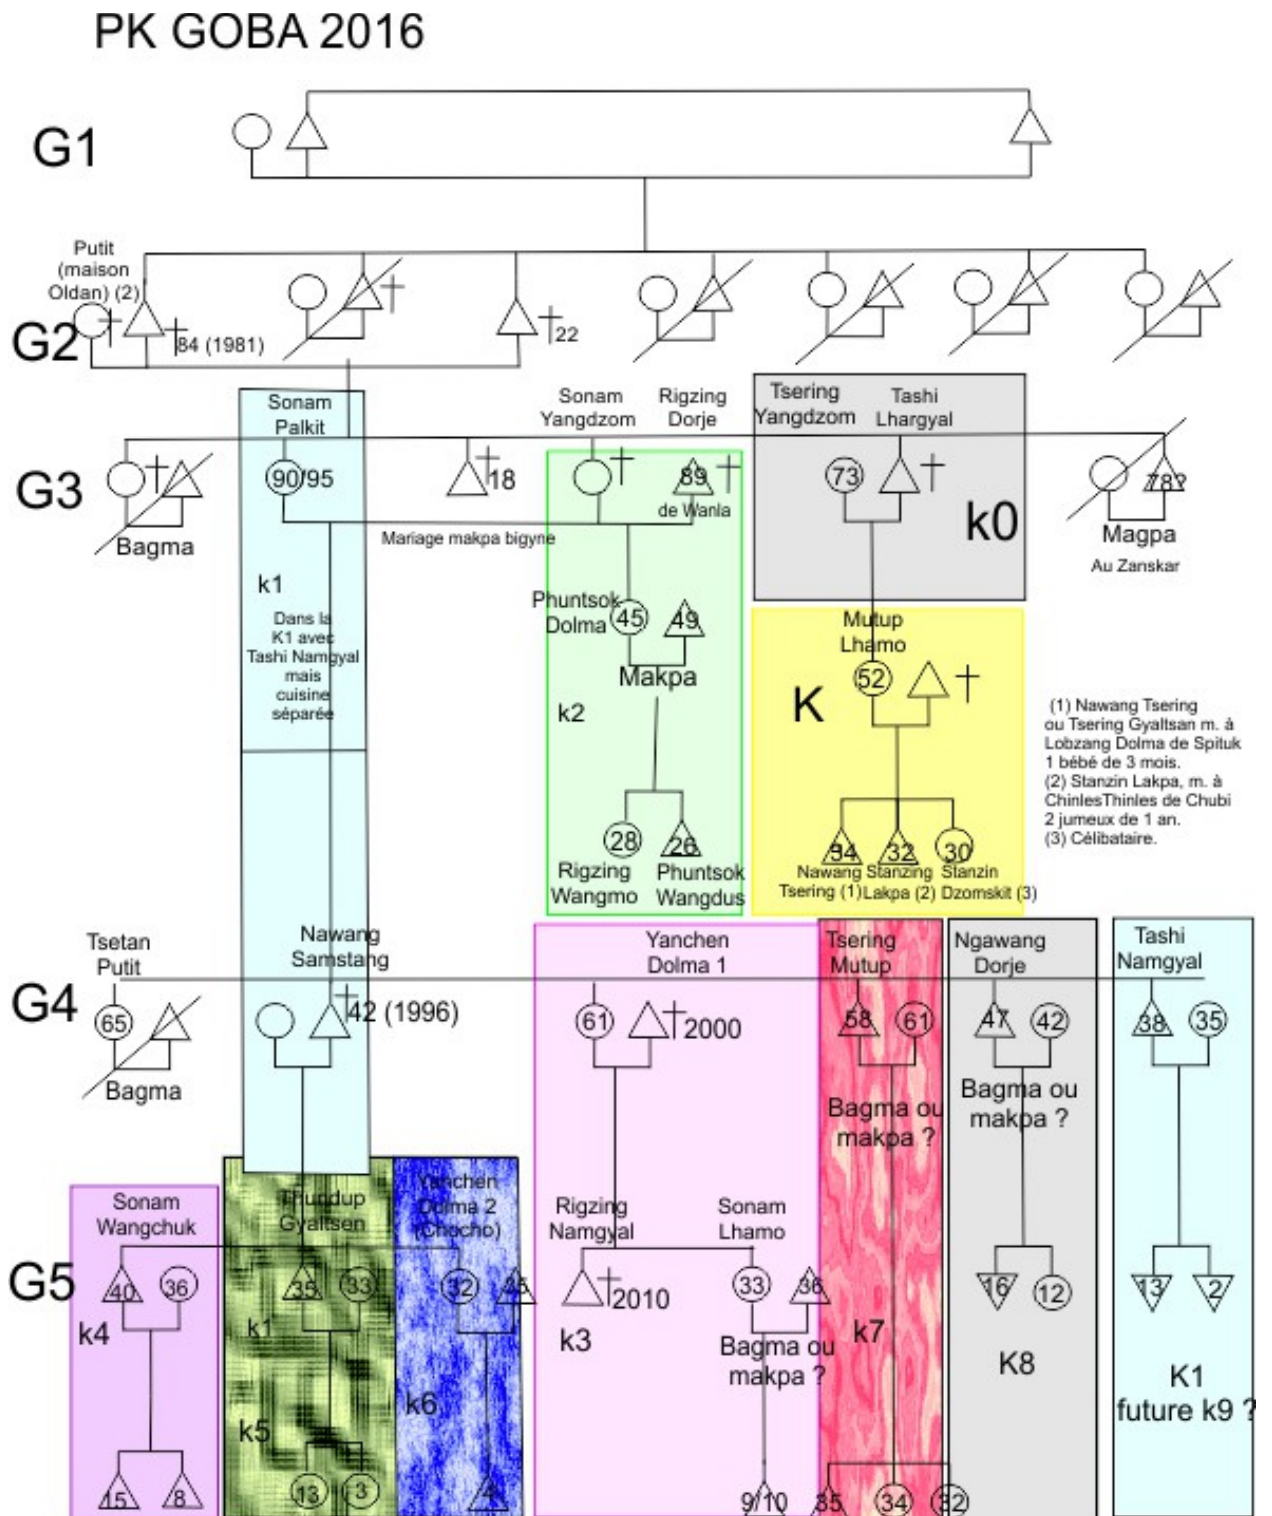 PK GOBA 2016
G1
Putit
(maison
Oldan) (2)
G2
84 (1981)
22
Sonam
Palkit
Sonam
Yangdzom
Rigzing
Dorje
Tsering
Yangdzom
Tashi
Lhargyal
G3
90/95
18
89
de Wanla
73
k0
78?
Bagma
Mariage makpa bigyne
Magpa
Au Zanskar
k1
Dans la
K1 avec
Tashi Namgyal
mais
cuisine
séparée
Phuntsok
Dolma
45
49
Makpa
k2
Mutup
Lhamo
52
K
(1) Nawang Tsering
ou Tsering Gyaltsan m. à
Lobzang Dolma de Spituk
1 bébé de 3 mois.
(2) Stanzin Lakpa, m. à
ChinlesThinles de Chubi
2 jumeux de 1 an.
(3) Célibataire.
28
26
34
32
30
Rigzing
Wangmo
Phuntsok
Wangdus
Nawang
Tsering (1)
Stanzing
Lakpa (2)
Stanzin
Dzomskit (3)
Tsetan
Putit
Nawang
Samstang
Yanchen
Dolma 1
Tsering
Mutup
Ngawang
Dorje
Tashi
Namgyal
G4
65
42 (1996)
61
2000
58
61
47
42
38
35
Bagma
Bagma ou
makpa ?
Bagma ou
makpa ?
Sonam
Wangchuk
Thundup
Gyaltsen
Yanchen
Dolma 2
(Chocho)
Rigzing
Namgyal
Sonam
Lhamo
G5
40
36
35
33
32
35
2010
33
36
16
12
13
2
k4
k1
k3
Bagma ou
makpa ?
k7
K8
K1
future k9 ?
k5
k6
15
8
13
3
4
9/10
35
34
32